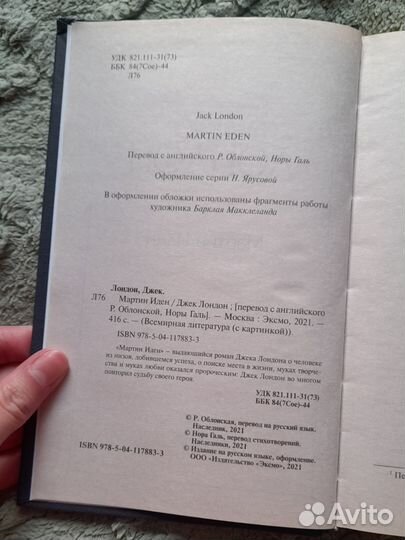 УДК 821.111-31(73)
ББК 84(7Сое)-44
Л76
Jack London
MARTIN EDEN
Перевод с английского Р. Облонской, Норы Галь
Оформление серии Н. Ярусовой
В оформлении обложки использованы фрагменты работы
художника Барклая Макклеланда
Лондон, Джек.
Л76 Мартин Иден / Джек Лондон ; [перевод с английского
Р. Облонской, Норы Галь]. — Москва : Эксмо, 2021. —
416 с. — (Всемирная литература (с картинкой)).
ISBN 978-5-04-117883-3
«Мартин Иден» – выдающийся роман Джека Лондона о человеке
из низов, добившемся успеха, о поиске места в жизни, муках творче-
ства и муках любви оказался пророческим: Джек Лондон во многом
повторил судьбу своего героя.
УДК 821.111-31(73)
ББК 84(7Сое)-44
© Р. Облонская, перевод на русский язык.
Наследник, 2021
© Нора Галь, перевод стихотворений.
Наследники, 2021
© Издание на русском языке, оформление.
ООО «Издательство «Эксмо», 2021
ISBN 978-5-04-117883-3
¹ Пе
Avito